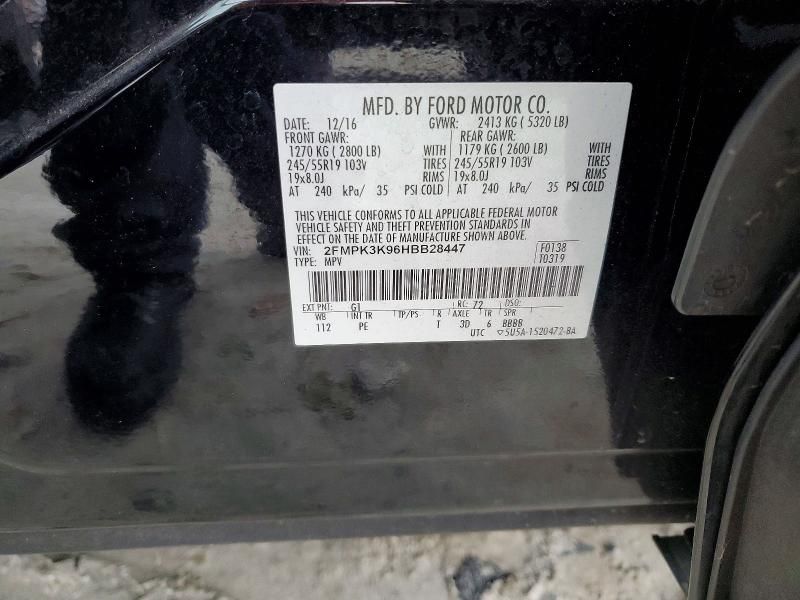 MFD. BY FORD MOTOR CO.
DATE: 12/16 GVWR: 2413 KG ( 5320 LB)
FRONT GAWR: REAR GAWR:
1270 KG ( 2800 LB) WITH 1179 KG ( 2600 LB) WITH
245/55R19 103V TIRES 245/55R19 103V TIRES
19x8.0J RIMS 19x8.0J RIMS
AT 240 kPa/ 35 PSI COLD AT 240 kPa/ 35 PSI COLD
THIS VEHICLE CONFORMS TO ALL APPLICABLE FEDERAL MOTOR
VEHICLE SAFETY AND THEFT PREVENTION STANDARDS IN
EFFECT ON THE DATE OF MANUFACTURE SHOWN ABOVE.
VIN: 2FMPK3K96HBB28447 F0138
TYPE: MPV T0319
EXT PNT: G1 RC: 72 DSO:
WB INT TR TP/PS R AXLE TR SPR
112 PE T 3D 6 BBBB
UTC 5U5A-1520472-BA